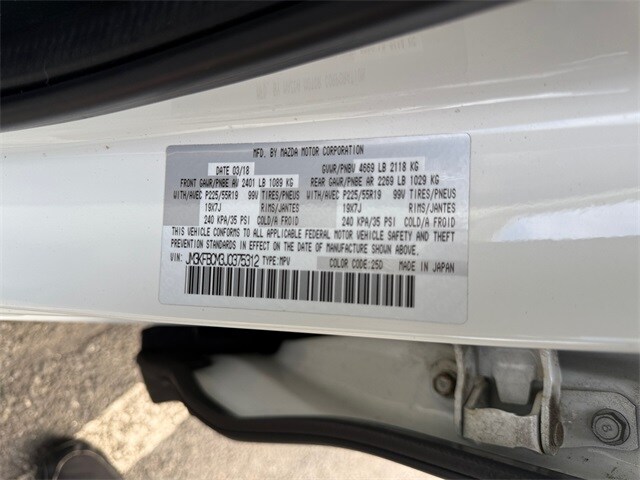 MFD. BY MAZDA MOTOR CORPORATION
DATE 03/18 GVWR/PNBV 4669 LB 2118 KG
FRONT GAWR/PNBE AV 2401 LB 1089 KG REAR GAWR/PNBE AR 2269 LB 1029 KG
WITH/AVEC P225/55R19 99V TIRES/PNEUS WITH/AVEC P225/55R19 99V TIRES/PNEUS
19X7J RIMS/JANTES 19X7J RIMS/JANTES
240 KPA/35 PSI COLD/A FROID 240 KPA/35 PSI COLD/A FROID
THIS VEHICLE CONFORMS TO ALL APPLICABLE FEDERAL MOTOR VEHICLE SAFETY AND THEFT
PREVENTION STANDARDS IN EFFECT ON THE DATE OF MANUFACTURE SHOWN ABOVE.
VIN: JM3KFBCM3J0375312 TYPE:MPV COLOR CODE:25D MADE IN JAPAN
8